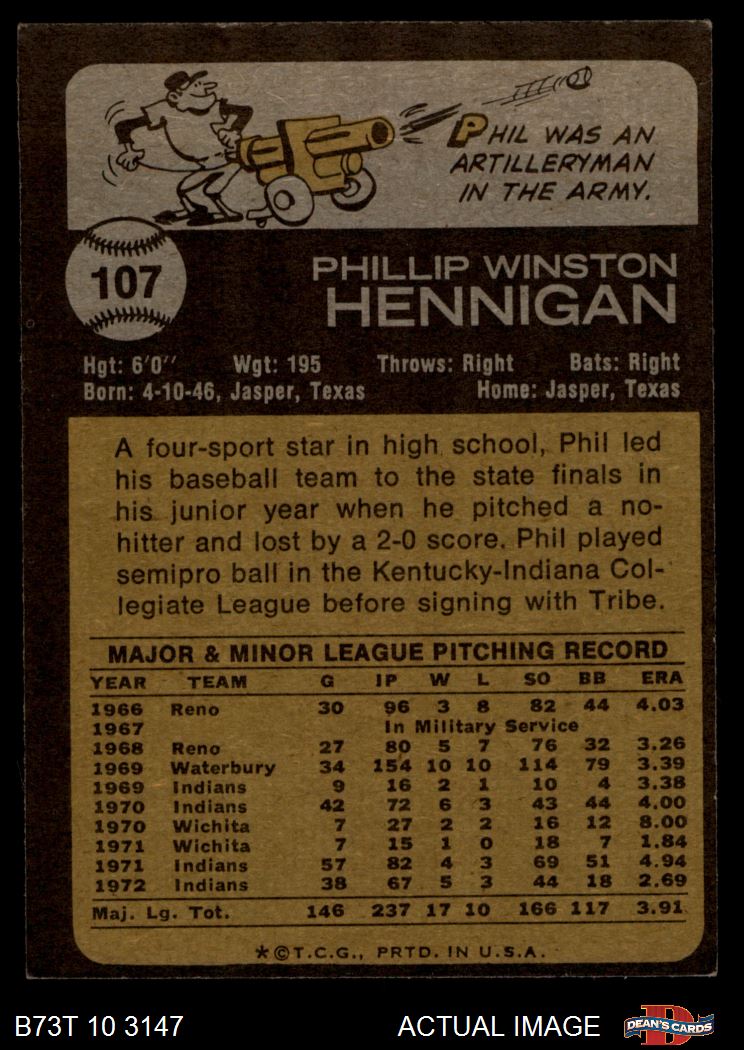 PHIL WAS AN
ARTILLERYMAN
IN THE ARMY.
107
PHILLIP WINSTON
HENNIGAN
Hgt: 6'0" Wgt: 195 Throws: Right Bats: Right
Born: 4-10-46, Jasper, Texas Home: Jasper, Texas
A four-sport star in high school, Phil led
his baseball team to the state finals in
his junior year when he pitched a no-
hitter and lost by a 2-0 score. Phil played
semipro ball in the Kentucky-Indiana Col-
legiate League before signing with Tribe.
MAJOR & MINOR LEAGUE PITCHING RECORD
YEAR TEAM G IP W L SO BB ERA
1966 Reno 30 96 3 8 82 44 4.03
1967 In Military Service
1968 Reno 27 80 5 7 76 32 3.26
1969 Waterbury 34 154 10 10 114 79 3.39
1969 Indians 9 16 2 1 10 4 3.38
1970 Indians 42 72 6 3 43 44 4.00
1970 Wichita 7 27 2 2 16 12 8.00
1971 Wichita 7 15 1 0 18 7 1.84
1971 Indians 57 82 4 3 69 51 4.94
1972 Indians 38 67 5 3 44 18 2.69
Maj. Lg. Tot. 146 237 17 10 166 117 3.91
*©T.C.G., PRTD. IN U.S.A.
B73T 10 3147 ACTUAL IMAGE D DEAN'S CARDS